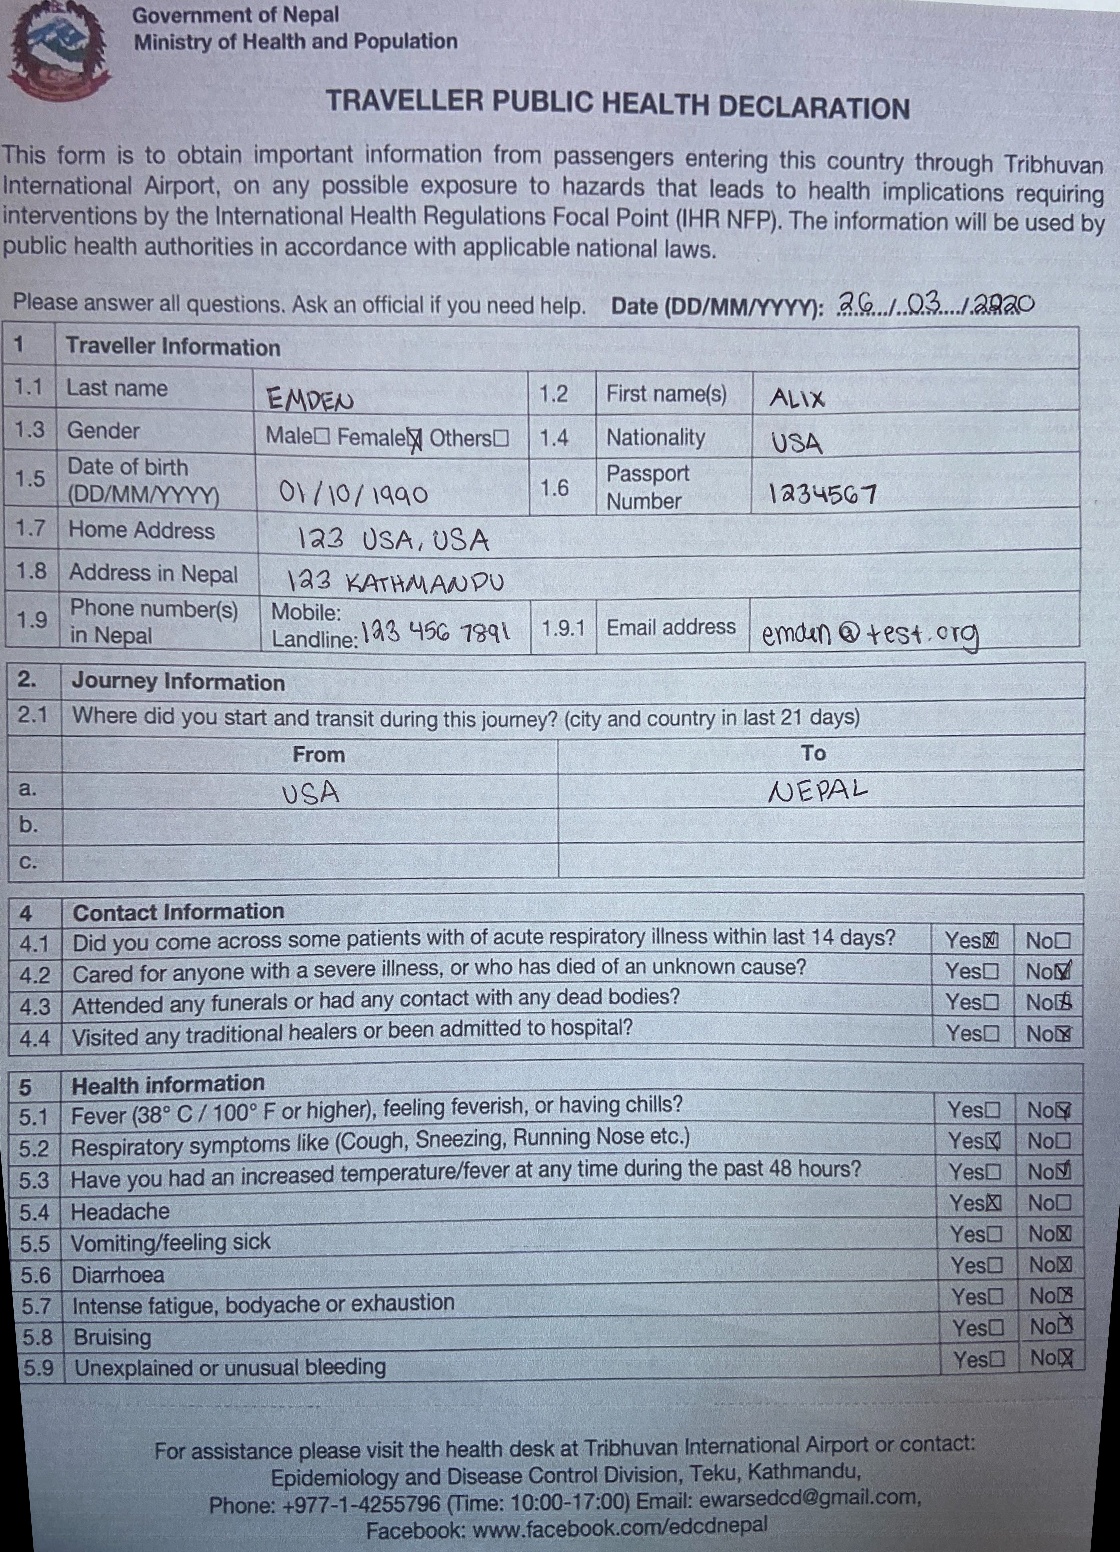 Government of Nepal
Ministry of Health and Population
TRAVELLER PUBLIC HEALTH DECLARATION
This form is to obtain important information from passengers entering this country through Tribhuvan
International Airport, on any possible exposure to hazards that leads to health implications requiring
interventions by the International Health Regulations Focal Point (IHR NFP). The information will be used by
public health authorities in accordance with applicable national laws.
Please answer all questions. Ask an official if you need help. Date (DD/MM/YYYY): 26/03/2020
1 Traveller Information
1.1 Last name EMDEN 1.2 First name(s) ALIX
1.3 Gender Male☐ Female☒ Others☐ 1.4 Nationality USA
1.5 Date of birth (DD/MM/YYYY) 01/10/1990 1.6 Passport Number 1234567
1.7 Home Address 123 USA, USA
1.8 Address in Nepal 123 KATHMANDU
1.9 Phone number(s) in Nepal Mobile: Landline: 123 456 7891 1.9.1 Email address emden@test.org
2. Journey Information
2.1 Where did you start and transit during this journey? (city and country in last 21 days)
From To
a. USA NEPAL
b.
c.
4 Contact Information
4.1 Did you come across some patients with of acute respiratory illness within last 14 days? Yes☒ No☐
4.2 Cared for anyone with a severe illness, or who has died of an unknown cause? Yes☐ No☒
4.3 Attended any funerals or had any contact with any dead bodies? Yes☐ No☒
4.4 Visited any traditional healers or been admitted to hospital? Yes☐ No☒
5 Health information
5.1 Fever (38° C / 100° F or higher), feeling feverish, or having chills? Yes☐ No☒
5.2 Respiratory symptoms like (Cough, Sneezing, Running Nose etc.) Yes☒ No☐
5.3 Have you had an increased temperature/fever at any time during the past 48 hours? Yes☐ No☒
5.4 Headache Yes☒ No☐
5.5 Vomiting/feeling sick Yes☐ No☒
5.6 Diarrhoea Yes☐ No☒
5.7 Intense fatigue, bodyache or exhaustion Yes☐ No☒
5.8 Bruising Yes☐ No☒
5.9 Unexplained or unusual bleeding Yes☐ No☒
For assistance please visit the health desk at Tribhuvan International Airport or contact:
Epidemiology and Disease Control Division, Teku, Kathmandu,
Phone: +977-1-4255796 (Time: 10:00-17:00) Email: ewarsedcd@gmail.com,
Facebook: www.facebook.com/edcdnepal